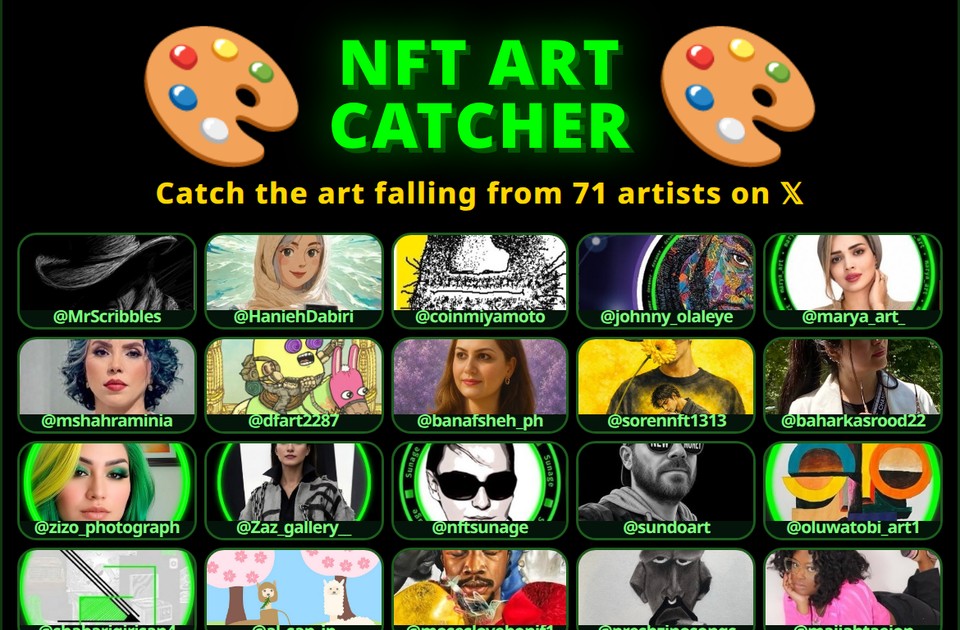 NFT ART
CATCHER
Catch the art falling from 71 artists on 𝕏
@MrScribbles
@HaniehDabiri
@coinmiyamoto
@johnny_olaleye
@marya_art_
@mshahraminia
@dfart2287
@banafsheh_ph
@sorennft1313
@baharkasrood22
@zizo_photograph
@Zaz_gallery__
Sunage
@nftsunage
@sundoart
@oluwatobi_art1